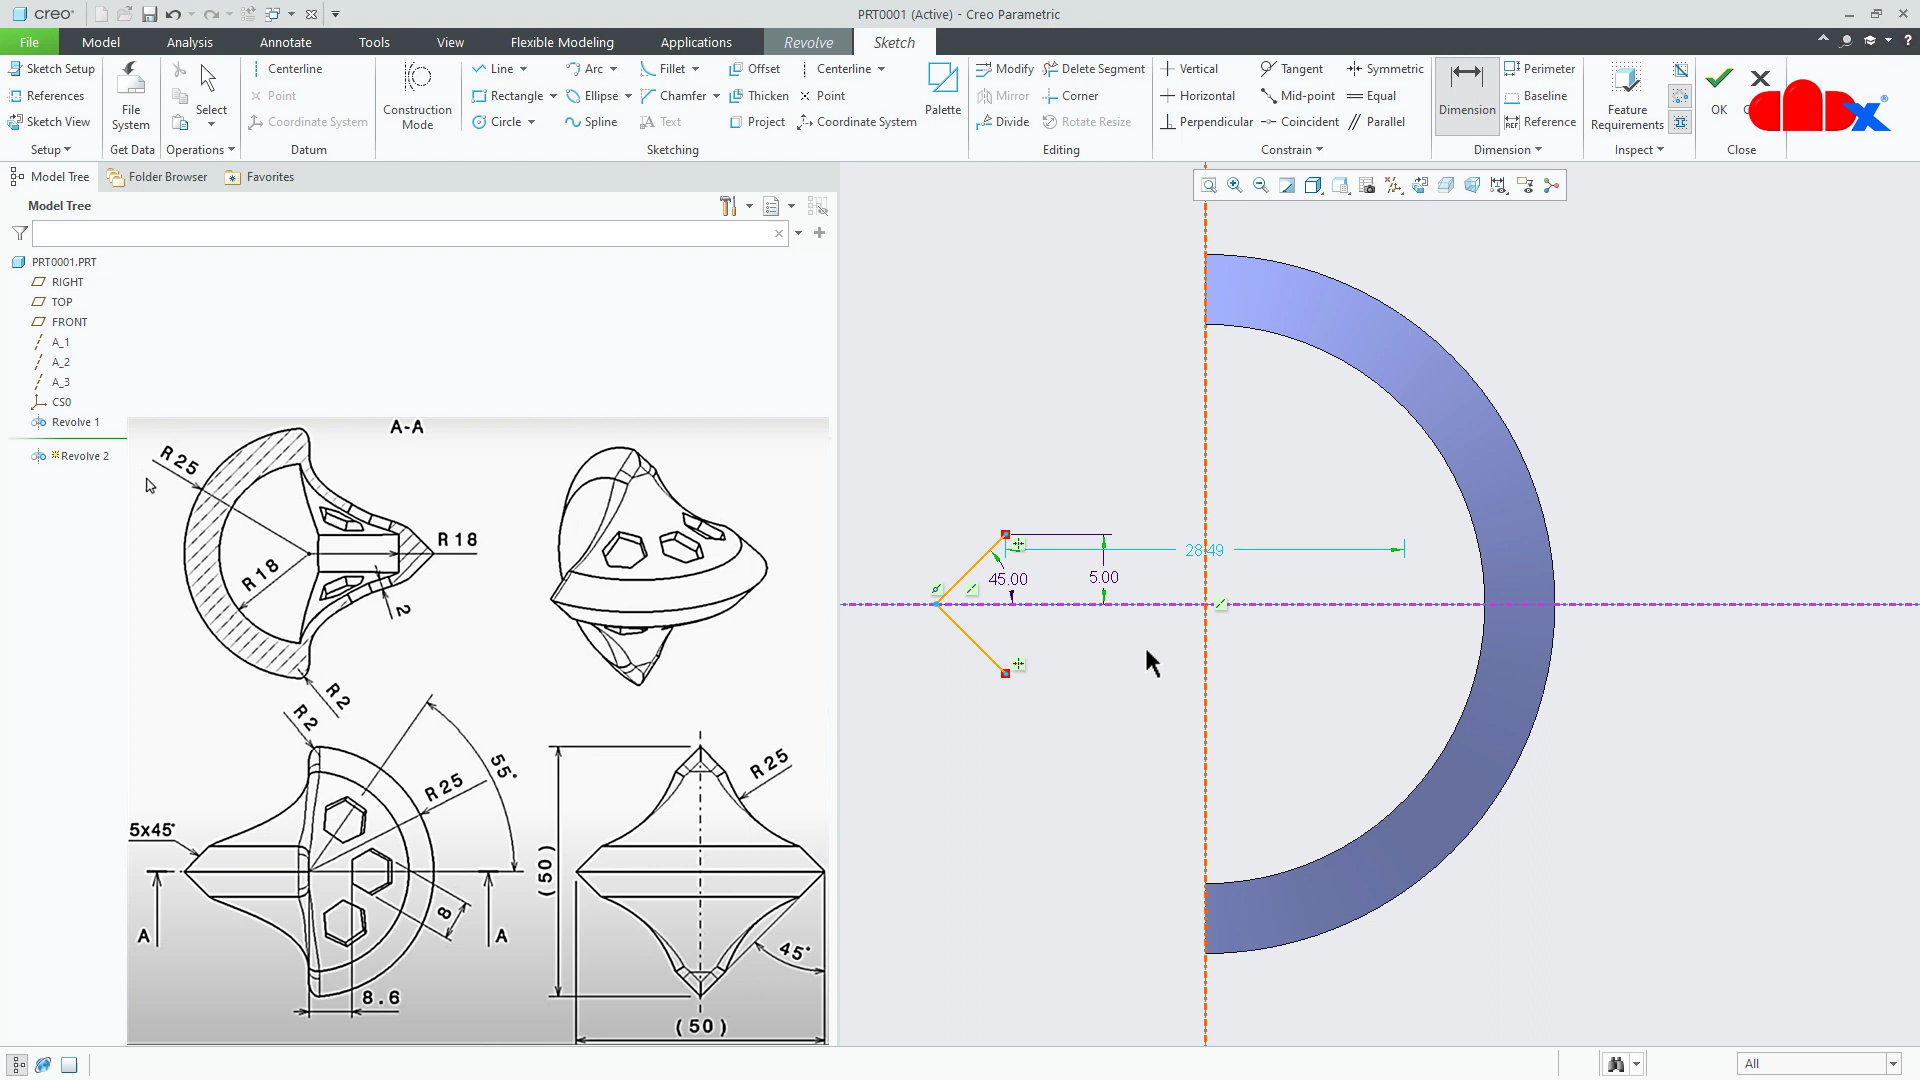 creo
PRT0001 (Active) - Creo Parametric
File
Model
Analysis
Annotate
Tools
View
Flexible Modeling
Applications
Revolve
Sketch
Sketch Setup
References
Sketch View
Setup
File
System
Get Data
Select
Operations
Centerline
Point
Coordinate System
Datum
Construction
Mode
Line
Arc
Fillet
Offset
Centerline
Rectangle
Ellipse
Chamfer
Thicken
Point
Circle
Spline
Text
Project
Coordinate System
Palette
Sketching
Modify
Delete Segment
Mirror
Corner
Divide
Rotate Resize
Editing
Vertical
Tangent
Symmetric
Horizontal
Mid-point
Equal
Perpendicular
Coincident
Parallel
Constrain
Dimension
Perimeter
Baseline
REF Reference
Dimension
Feature
Requirements
Inspect
OK
Close
Model Tree
Folder Browser
Favorites
Model Tree
PRT0001.PRT
RIGHT
TOP
FRONT
A_1
A_2
A_3
CS0
Revolve 1
Revolve 2
A-A
R25
R18
R18
2
R2
R2
55°
R25
5x45°
8
A
A
8.6
(50)
R25
45°
(50)
28.49
45.00
5.00
All